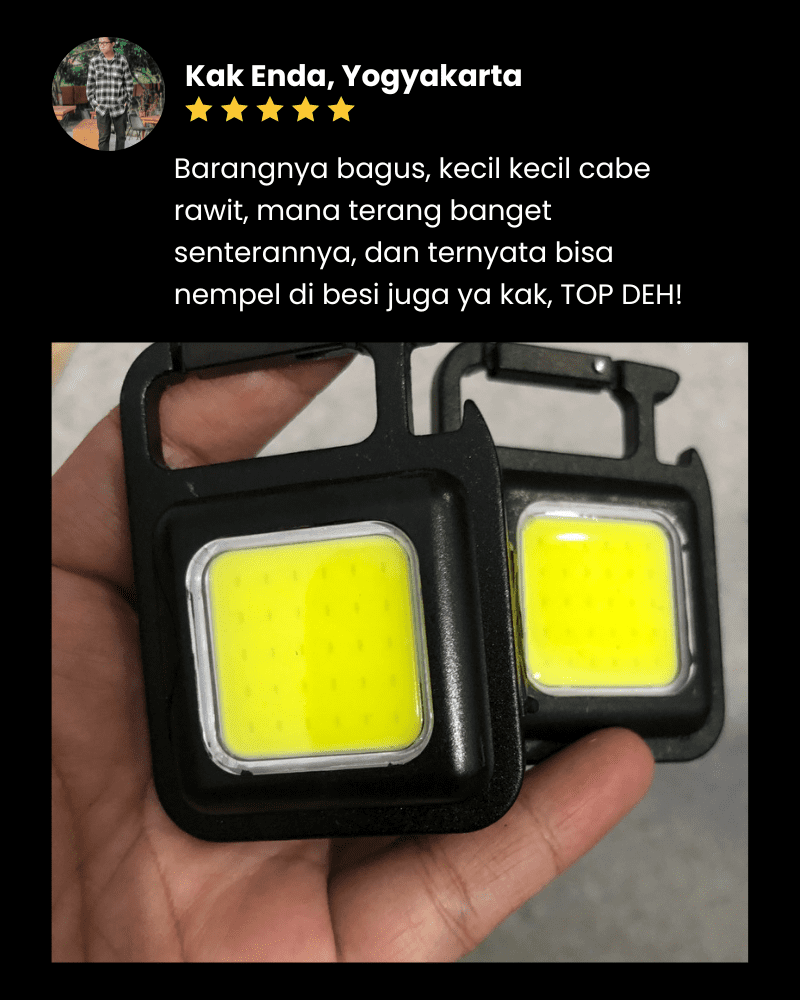 Kak Enda, Yogyakarta
Barangnya bagus, kecil kecil cabe
rawit, mana terang banget
senterannya, dan ternyata bisa
nempel di besi juga ya kak, TOP DEH!